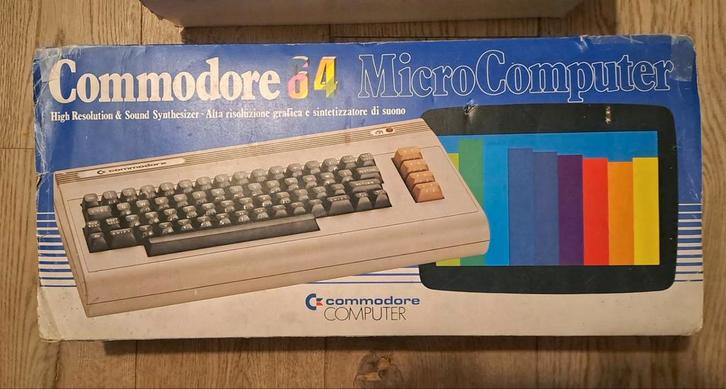 Commodore 64 MicroComputer
High Resolution & Sound Synthesizer - Alta risoluzione grafica e sintetizzatore di suono
commodore
commodore
COMPUTER